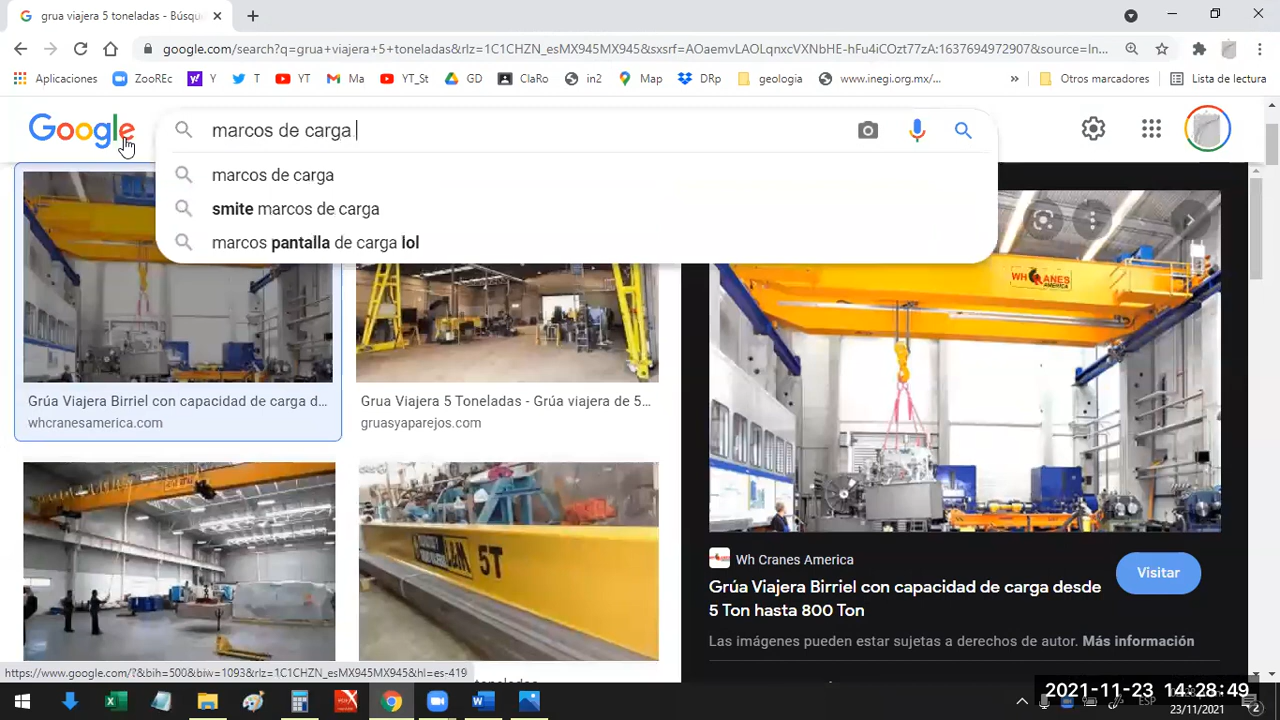 grua viajera 5 toneladas - Búsqu
google.com/search?q=grua+viajera+5+toneladas&rlz=1C1CHZN_esMX945MX945&sxsrf=AOaemvLAOLqnxcVXNbHE-hFu4iCOzt77zA:1637694972907&source=ln...
Aplicaciones
ZooREc
Y
T
YT
Ma
YT_St
GD
ClaRo
in2
Map
DRp
geologia
www.inegi.org.mx/...
»
Otros marcadores
Lista de lectura
Google
marcos de carga
marcos de carga
smite marcos de carga
marcos pantalla de carga lol
WH CRANES
AMERICA
Grúa Viajera Birriel con capacidad de carga d...
whcranesamerica.com
Grua Viajera 5 Toneladas - Grúa viajera de 5...
gruasyaparejos.com
5T
Wh Cranes America
Grúa Viajera Birriel con capacidad de carga desde
5 Ton hasta 800 Ton
Visitar
Las imágenes pueden estar sujetas a derechos de autor. Más información
https://www.google.com/?&bih=500&biw=1093&rlz=1C1CHZN_esMX945MX945&hl=es-419
2021-11-23 14:28:49
ESP
23/11/2021
2